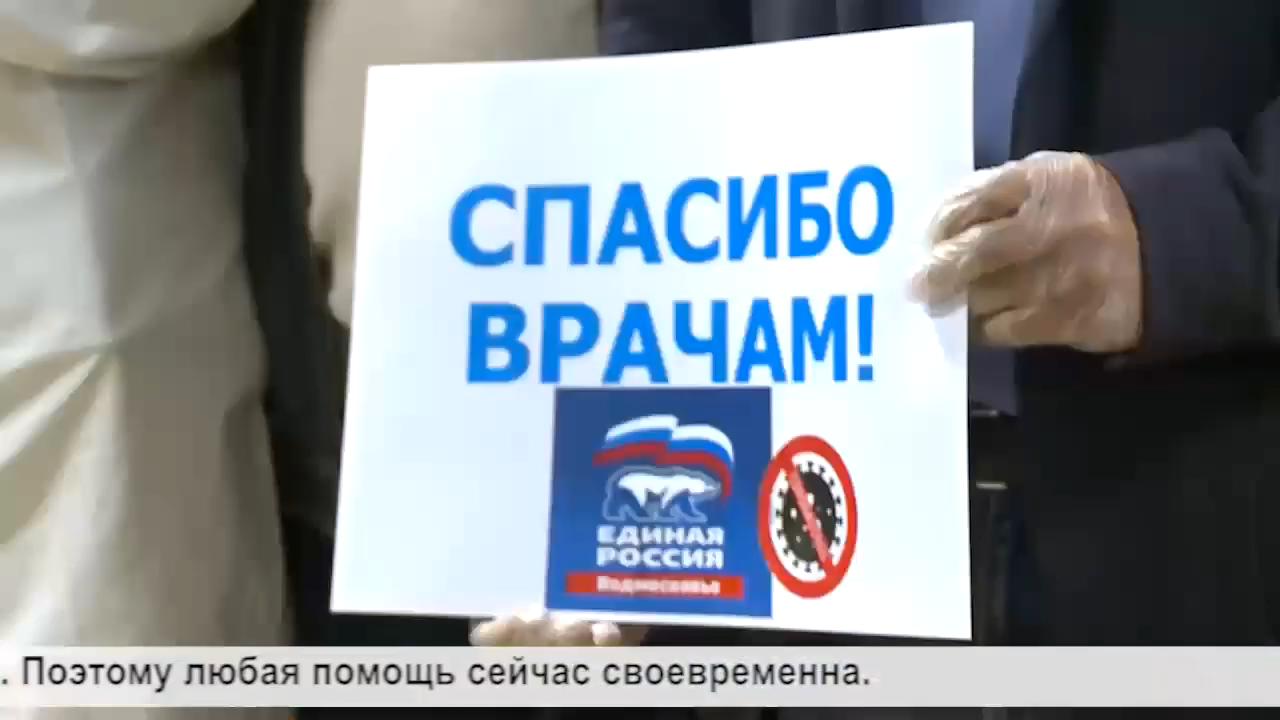 СПАСИБО
ВРАЧАМ!
ЕДИНАЯ
РОССИЯ
Подмосковье
. Поэтому любая помощь сейчас своевременна.